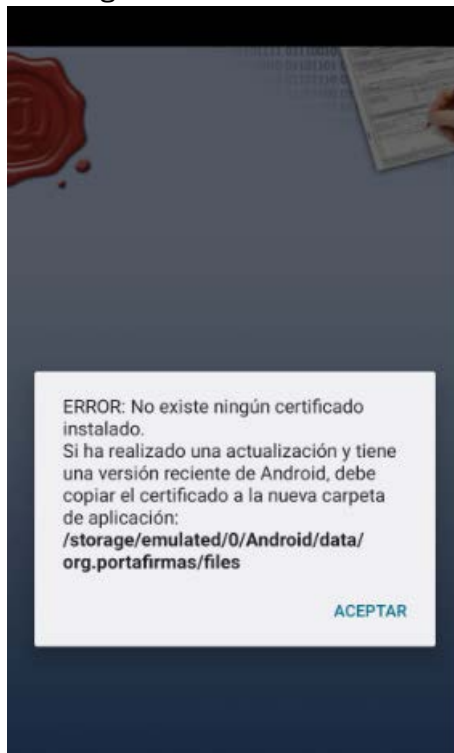 ERROR: No existe ningún certificado
instalado.
Si ha realizado una actualización y tiene
una versión reciente de Android, debe
copiar el certificado a la nueva carpeta
de aplicación:
/storage/emulated/0/Android/data/
org.portafirmas/files
ACEPTAR